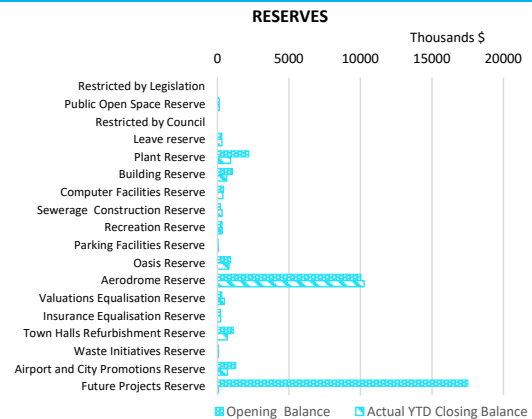 RESERVES
Thousands $
0 5000 10000 15000 20000
Restricted by Legislation
Public Open Space Reserve
Restricted by Council
Leave reserve
Plant Reserve
Building Reserve
Computer Facilities Reserve
Sewerage Construction Reserve
Recreation Reserve
Parking Facilities Reserve
Oasis Reserve
Aerodrome Reserve
Valuations Equalisation Reserve
Insurance Equalisation Reserve
Town Halls Refurbishment Reserve
Waste Initiatives Reserve
Airport and City Promotions Reserve
Future Projects Reserve
Opening Balance Actual YTD Closing Balance